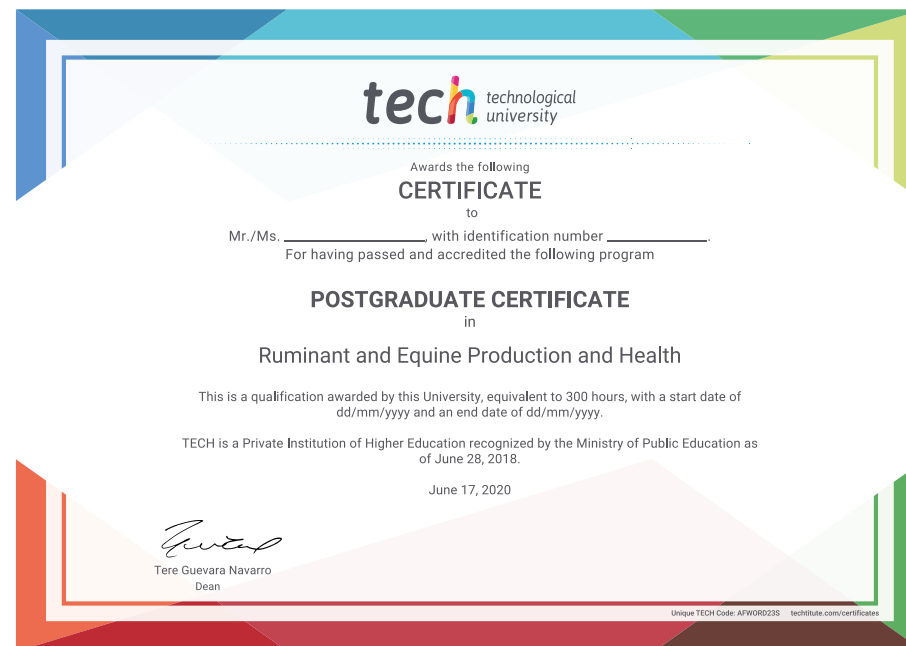 tech technological
university
Awards the following
CERTIFICATE
to
Mr./Ms. ____________________, with identification number ______________.
For having passed and accredited the following program
POSTGRADUATE CERTIFICATE
in
Ruminant and Equine Production and Health
This is a qualification awarded by this University, equivalent to 300 hours, with a start date of
dd/mm/yyyy and an end date of dd/mm/yyyy.
TECH is a Private Institution of Higher Education recognized by the Ministry of Public Education as
of June 28, 2018.
June 17, 2020
Tere Guevara Navarro
Dean
Unique TECH Code: AFWORD23S techtitute.com/certificates